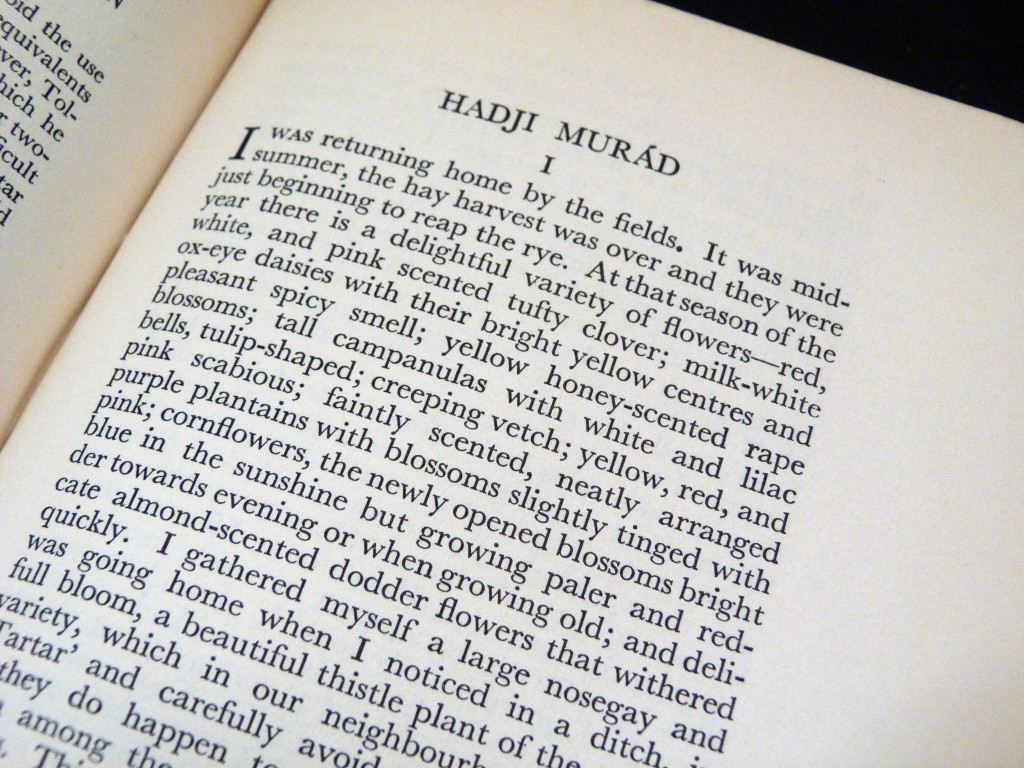 oid the use
equivalents
ver, Tol-
hich he
two-
icult
tar
HADJI MURÁD
I
I WAS returning home by the fields. It was mid-
summer, the hay harvest was over and they were
just beginning to reap the rye. At that season of the
year there is a delightful variety of flowers—red,
white, and pink scented tufty clover; milk-white
ox-eye daisies with their bright yellow centres and
pleasant spicy smell; yellow honey-scented rape
blossoms; tall campanulas with white and lilac
bells, tulip-shaped; creeping vetch; yellow, red, and
pink scabious; faintly scented, neatly arranged
purple plantains with blossoms slightly tinged with
pink; cornflowers, the newly opened blossoms bright
blue in the sunshine but growing paler and red-
der towards evening or when growing old; and deli-
cate almond-scented dodder flowers that withered
quickly. I gathered myself a large nosegay and
was going home when I noticed in a ditch, i
full bloom, a beautiful thistle plant of the
variety, which in our neighbour
Tartar' and carefully avoid
they do happen to
among the
Thi